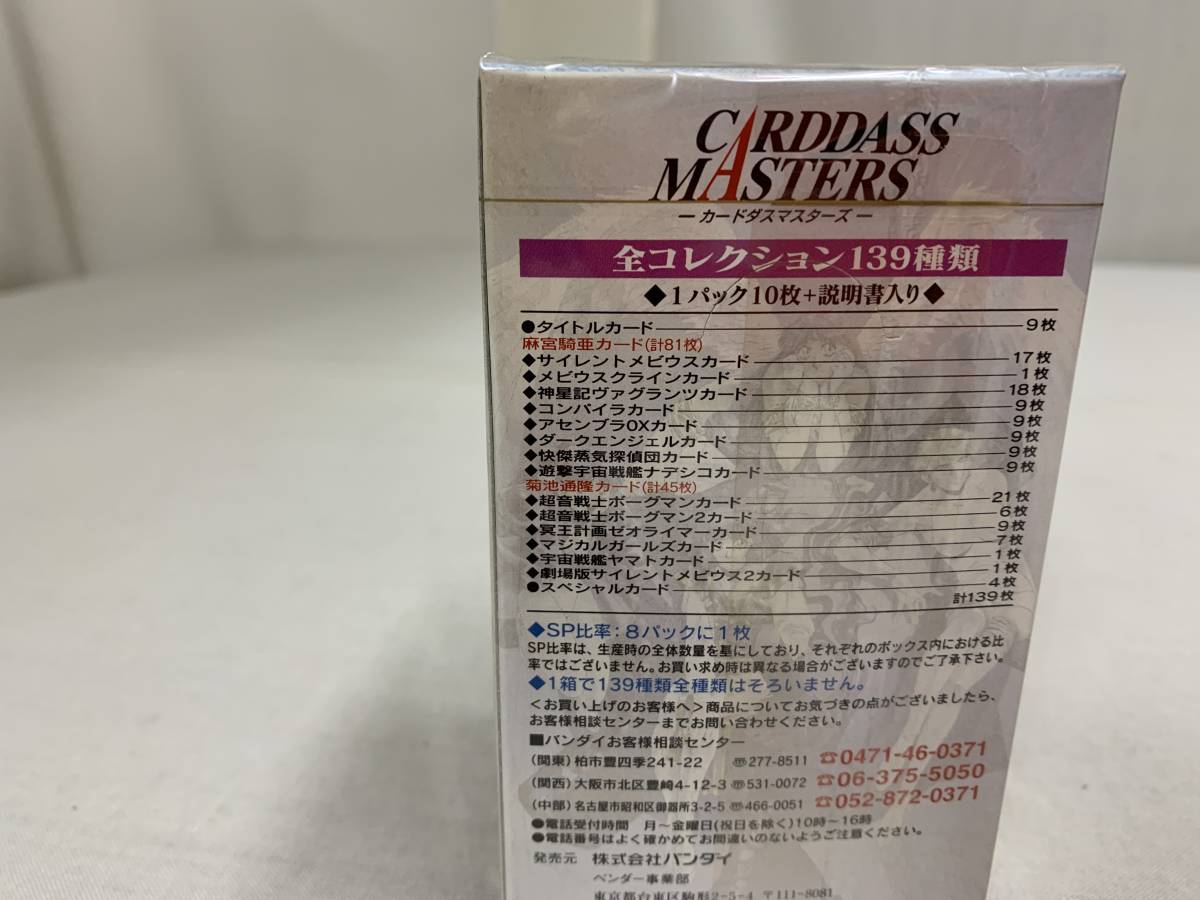 CARDDASS
MASTERS
─ カードダスマスターズ ─
全コレクション139種類
◆1パック10枚+説明書入り◆
●タイトルカード 9枚
麻宮騎亜カード(計81枚)
◆サイレントメビウスカード 17枚
◆メビウスクラインカード 1枚
◆神星記ヴァグランツカード 18枚
◆コンパイラカード 9枚
◆アセンブラ0Xカード 9枚
◆ダークエンジェルカード 9枚
◆快傑蒸気探偵団カード 9枚
◆遊撃宇宙戦艦ナデシコカード 9枚
菊池通隆カード(計45枚)
◆超音戦士ボーグマンカード 21枚
◆超音戦士ボーグマン2カード 6枚
◆冥王計画ゼオライマーカード 9枚
◆マジカルガールズカード 7枚
◆宇宙戦艦ヤマトカード 1枚
◆劇場版サイレントメビウス2カード 1枚
●スペシャルカード 4枚
計139枚
◆SP比率:8パックに1枚
SP比率は、生産時の全体数量を基にしており、それぞれのボックス内における比
率ではございません。お買い求め時は異なる場合がございますのでご了承下さい。
◆1箱で139種類全種類はそろいません。
<お買い上げのお客様へ>商品についてお気づきの点がございましたら、
お客様相談センターまでお問い合わせください。
■バンダイお客様相談センター
(関東)柏市豊四季241-22 〠277-8511 ☎0471-46-0371
(関西)大阪市北区豊崎4-12-3 〠531-0072 ☎06-375-5050
(中部)名古屋市昭和区御器所3-2-5 〠466-0051 ☎052-872-0371
●電話受付時間 月〜金曜日(祝日を除く)10時〜16時
●電話番号はよく確かめてお間違いのないようご注意ください。
発売元 株式会社バンダイ
ベンダー事業部
東京都台東区駒形2-5-4 〒111-8081